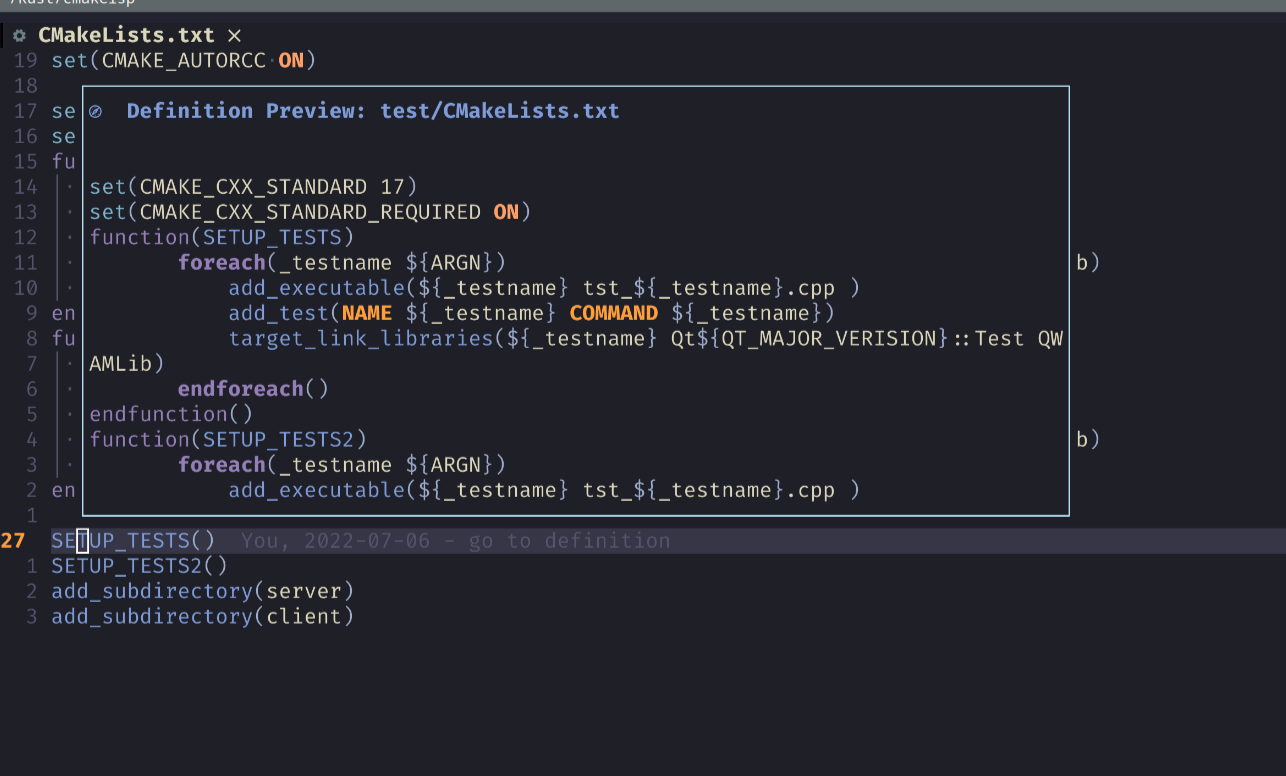 CMakeLists.txt ×
19 set(CMAKE_AUTORCC ON)
18
17 se
16 se
15 fu
14
13
12
11 b)
10
9 en
8 fu
7
6
5
4 b)
3
2 en
1
Definition Preview: test/CMakeLists.txt
set(CMAKE_CXX_STANDARD 17)
set(CMAKE_CXX_STANDARD_REQUIRED ON)
function(SETUP_TESTS)
foreach(_testname ${ARGN})
add_executable(${_testname} tst_${_testname}.cpp )
add_test(NAME ${_testname} COMMAND ${_testname})
target_link_libraries(${_testname} Qt${QT_MAJOR_VERISION}::Test QW
AMLib)
endforeach()
endfunction()
function(SETUP_TESTS2)
foreach(_testname ${ARGN})
add_executable(${_testname} tst_${_testname}.cpp )
27 SETUP_TESTS() You, 2022-07-06 - go to definition
1 SETUP_TESTS2()
2 add_subdirectory(server)
3 add_subdirectory(client)